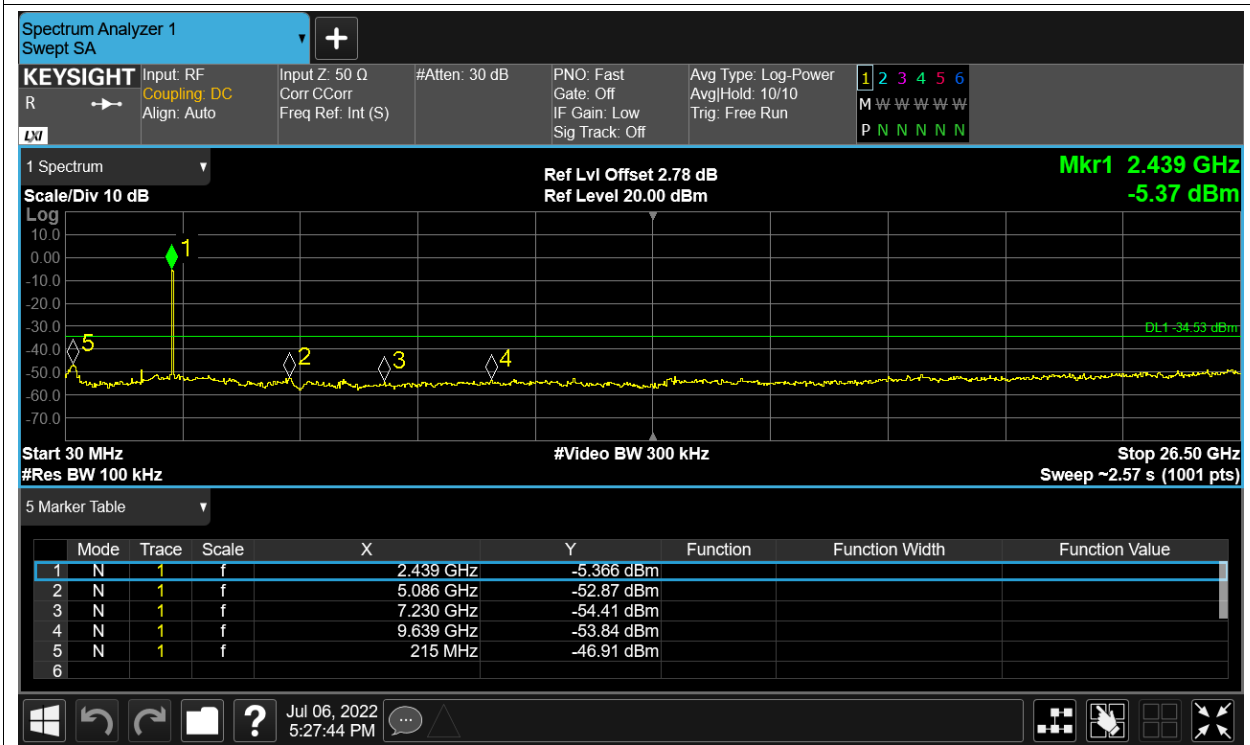 Spectrum Analyzer 1
Swept SA
+
KEYSIGHT Input: RF Input Z: 50 Ω #Atten: 30 dB PNO: Fast Avg Type: Log-Power 1 2 3 4 5 6
R Coupling: DC Corr CCorr Gate: Off Avg|Hold: 10/10 M W W W W W
Align: Auto Freq Ref: Int (S) IF Gain: Low Trig: Free Run
LXI Sig Track: Off P N N N N N
1 Spectrum Ref Lvl Offset 2.78 dB Mkr1 2.439 GHz
Scale/Div 10 dB Ref Level 20.00 dBm -5.37 dBm
Log
10.0
1
0.00
-10.0
-20.0
-30.0
DL1 -34.53 dBm
5
-40.0
2 3 4
-50.0
-60.0
-70.0
Start 30 MHz #Video BW 300 kHz Stop 26.50 GHz
#Res BW 100 kHz Sweep ~2.57 s (1001 pts)
5 Marker Table
Mode Trace Scale X Y Function Function Width Function Value
1 N 1 f 2.439 GHz -5.366 dBm
2 N 1 f 5.086 GHz -52.87 dBm
3 N 1 f 7.230 GHz -54.41 dBm
4 N 1 f 9.639 GHz -53.84 dBm
5 N 1 f 215 MHz -46.91 dBm
6
? Jul 06, 2022
5:27:44 PM